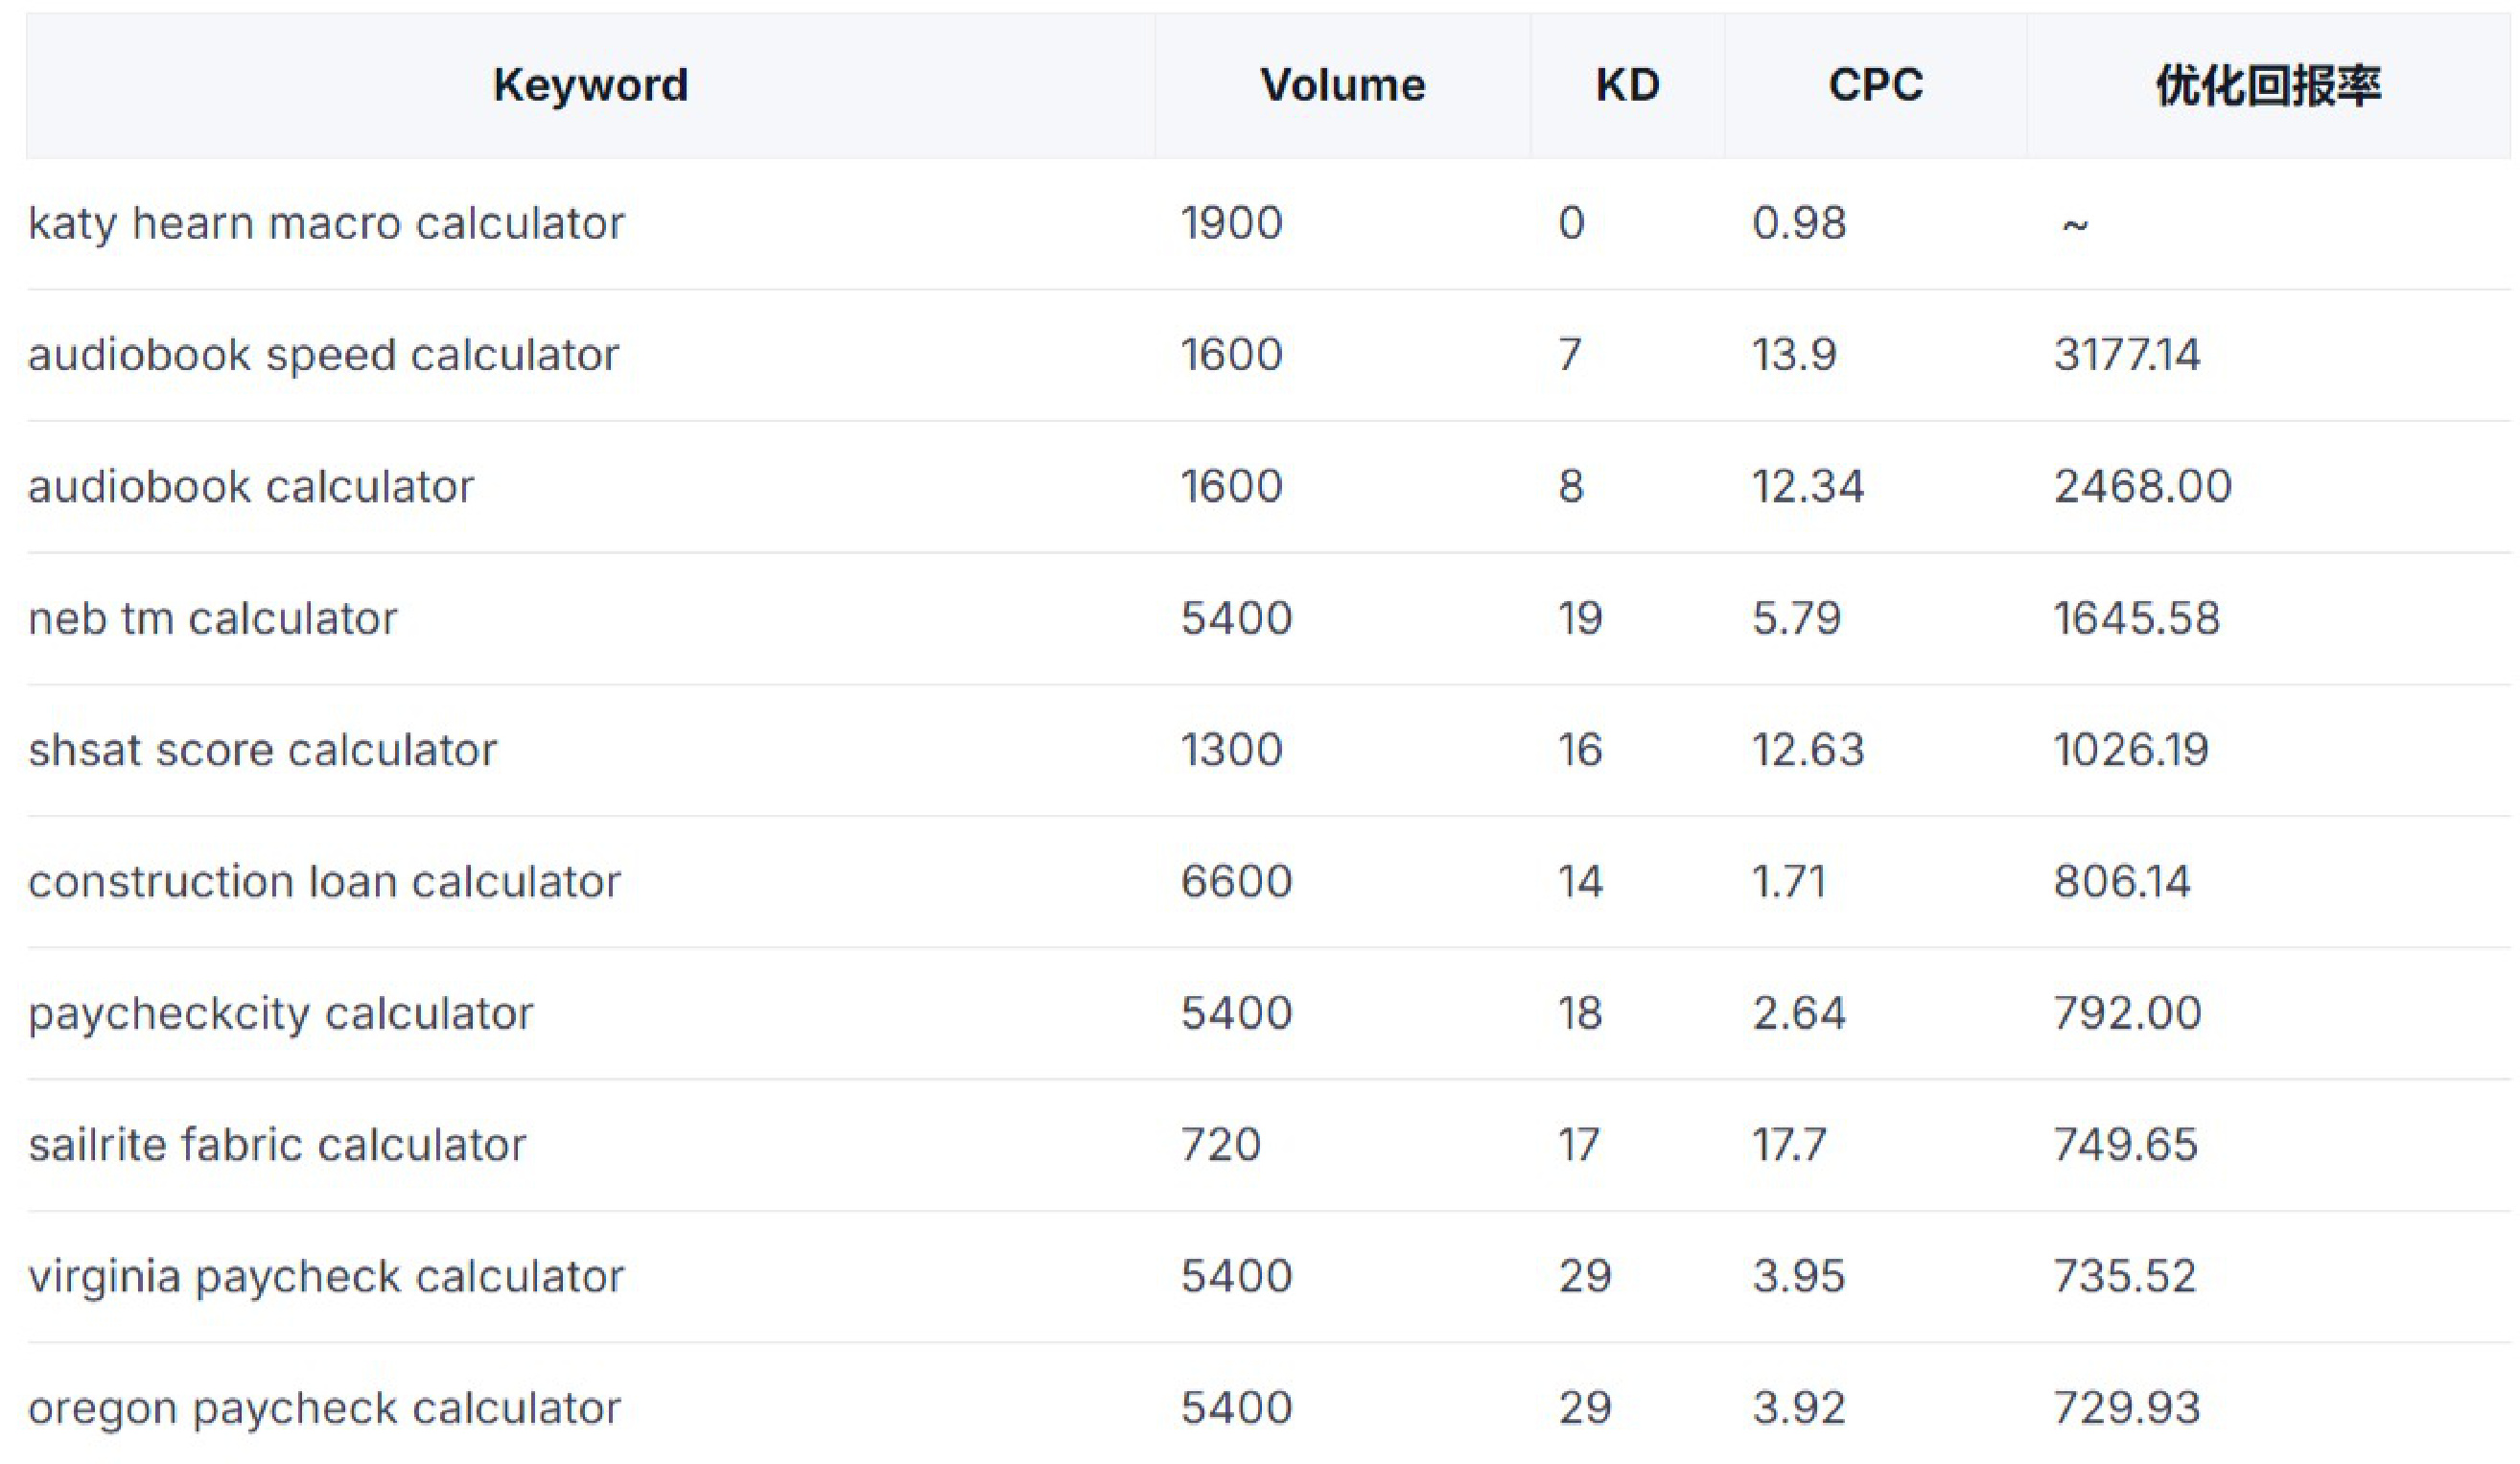 Keyword Volume KD CPC 优化回报率
katy hearn macro calculator 1900 0 0.98 ~
audiobook speed calculator 1600 7 13.9 3177.14
audiobook calculator 1600 8 12.34 2468.00
neb tm calculator 5400 19 5.79 1645.58
shsat score calculator 1300 16 12.63 1026.19
construction loan calculator 6600 14 1.71 806.14
paycheckcity calculator 5400 18 2.64 792.00
sailrite fabric calculator 720 17 17.7 749.65
virginia paycheck calculator 5400 29 3.95 735.52
oregon paycheck calculator 5400 29 3.92 729.93